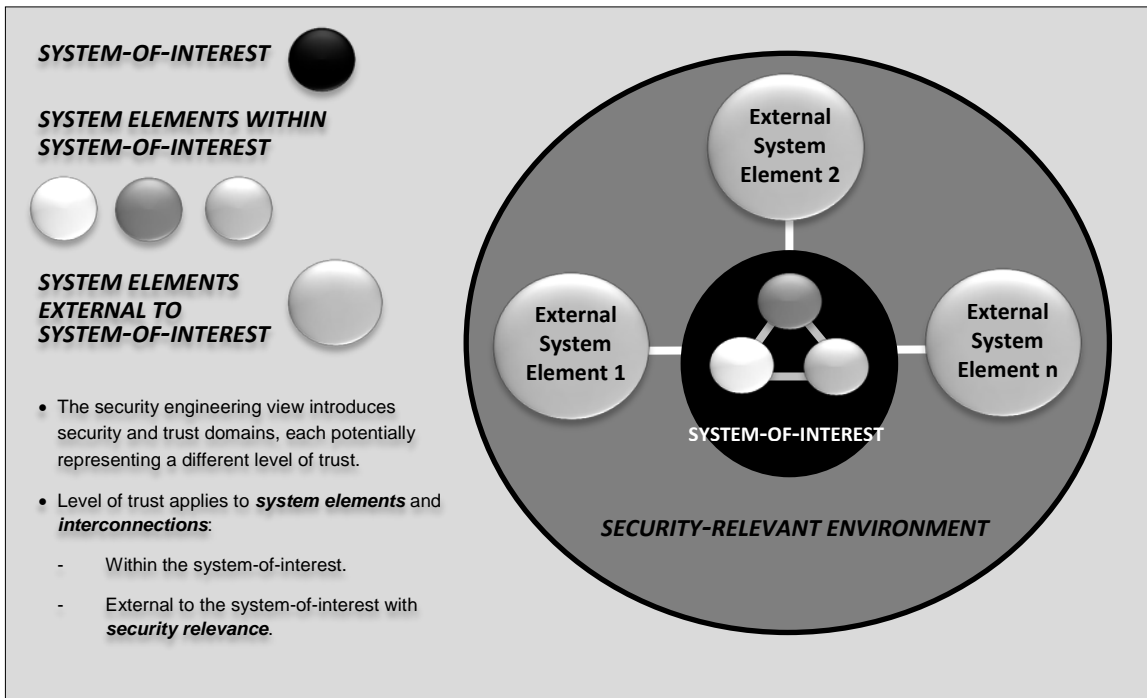 SYSTEM-OF-INTEREST
SYSTEM ELEMENTS WITHIN
SYSTEM-OF-INTEREST
SYSTEM ELEMENTS
EXTERNAL TO
SYSTEM-OF-INTEREST
• The security engineering view introduces
security and trust domains, each potentially
representing a different level of trust.
• Level of trust applies to system elements and
interconnections:
- Within the system-of-interest.
- External to the system-of-interest with
security relevance.
External
System
Element 2
External
System
Element 1
External
System
Element n
SYSTEM-OF-INTEREST
SECURITY-RELEVANT ENVIRONMENT